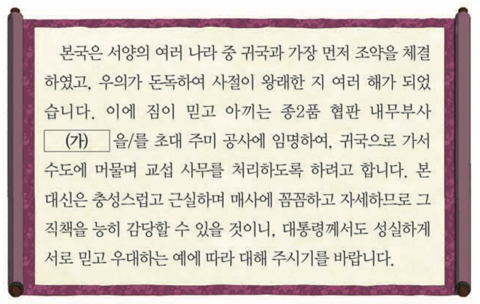 본국은 서양의 여러 나라 중 귀국과 가장 먼저 조약을 체결
하였고, 우의가 돈독하여 사절이 왕래한 지 여러 해가 되었
습니다. 이에 짐이 믿고 아끼는 종2품 협판 내무부사
(가) 을/를 초대 주미 공사에 임명하여, 귀국으로 가서
수도에 머물며 교섭 사무를 처리하도록 하려고 합니다. 본
대신은 충성스럽고 근실하며 매사에 꼼꼼하고 자세하므로 그
직책을 능히 감당할 수 있을 것이니, 대통령께서도 성실하게
서로 믿고 우대하는 예에 따라 대해 주시기를 바랍니다.